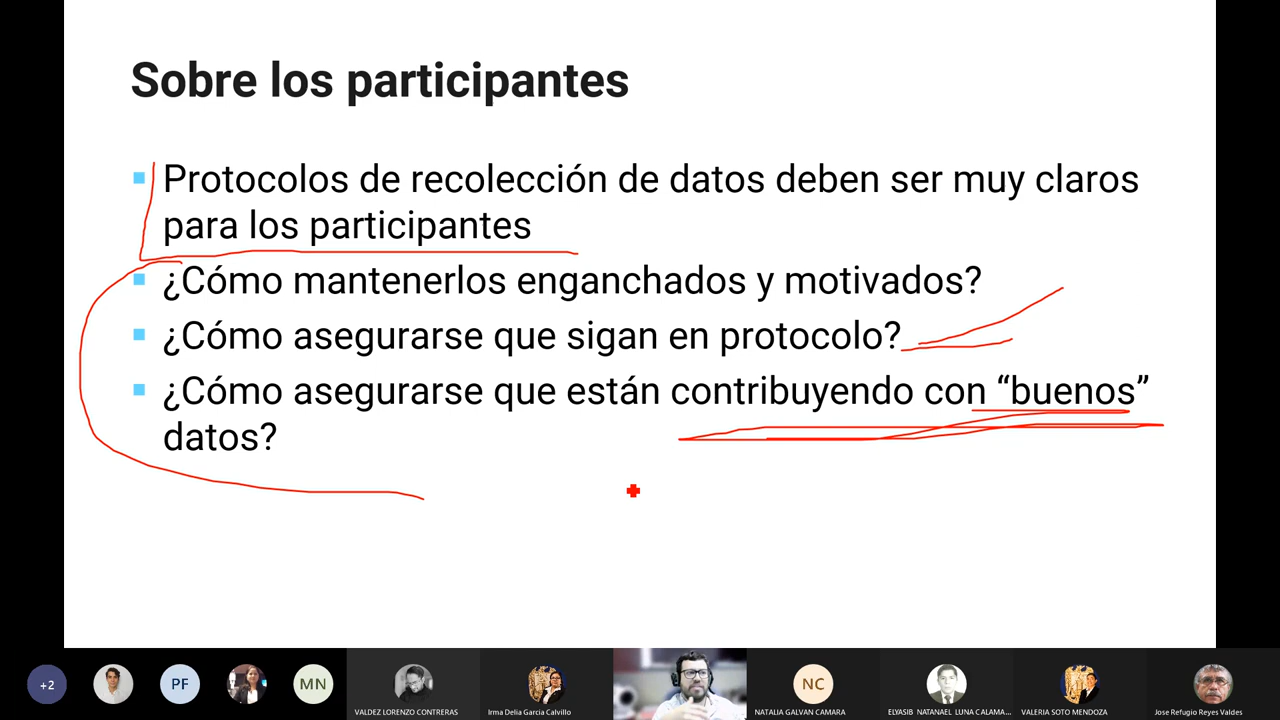 Sobre los participantes
Protocolos de recolección de datos deben ser muy claros
para los participantes
¿Cómo mantenerlos enganchados y motivados?
¿Cómo asegurarse que sigan en protocolo?
¿Cómo asegurarse que están contribuyendo con “buenos”
datos?
+2
PF
MN
NC
VALDEZ LORENZO CONTRERAS
Irma Delia Garcia Calvillo
NATALIA GALVAN CAMARA
ELYASIB NATANAEL LUNA CALAMA...
VALERIA SOTO MENDOZA
Jose Refugio Reyes Valdes